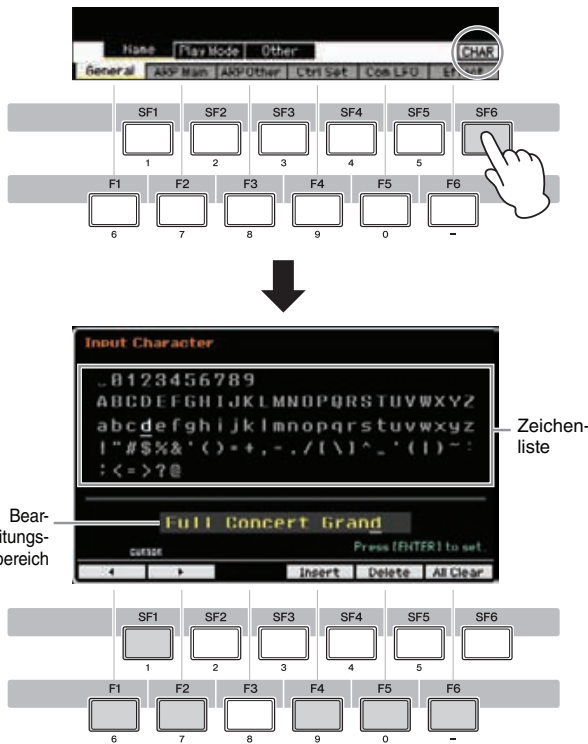 Name Play Mode Other CHAR
General ARP Main ARP Other Ctrl Set Com LFO Effect
SF1 SF2 SF3 SF4 SF5 SF6
1 2 3 4 5
F1 F2 F3 F4 F5 F6
6 7 8 9 0 –
Input Character
_0123456789
ABCDEFGHIJKLMNOPQRSTUVWXYZ
abcdefghijklmnopqrstuvwxyz
!"#$%&'()*+,-./[\]^_`{|}~:
;<=>?@
Zeichen-
liste
Bear-
itungs-
bereich
Full Concert Grand
Press [ENTER] to set.
CURSOR
Insert Delete All Clear
SF1 SF2 SF3 SF4 SF5 SF6
1 2 3 4 5
F1 F2 F3 F4 F5 F6
6 7 8 9 0 –